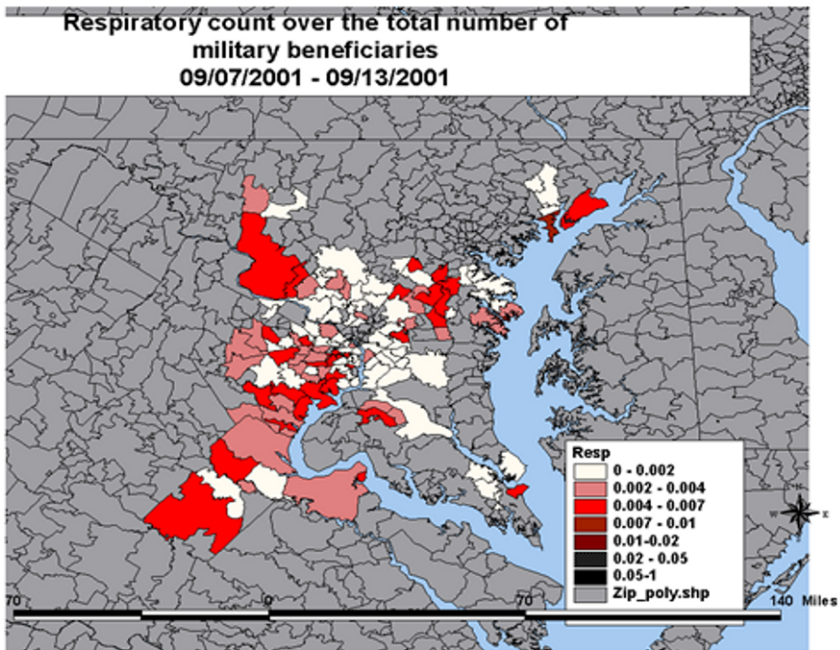 Respiratory count over the total number of
military beneficiaries
09/07/2001 - 09/13/2001
Resp
0 - 0.002
0.002 - 0.004
0.004 - 0.007
0.007 - 0.01
0.01-0.02
0.02 - 0.05
0.05-1
Zip_poly.shp
W E
70 0 70 140 Miles